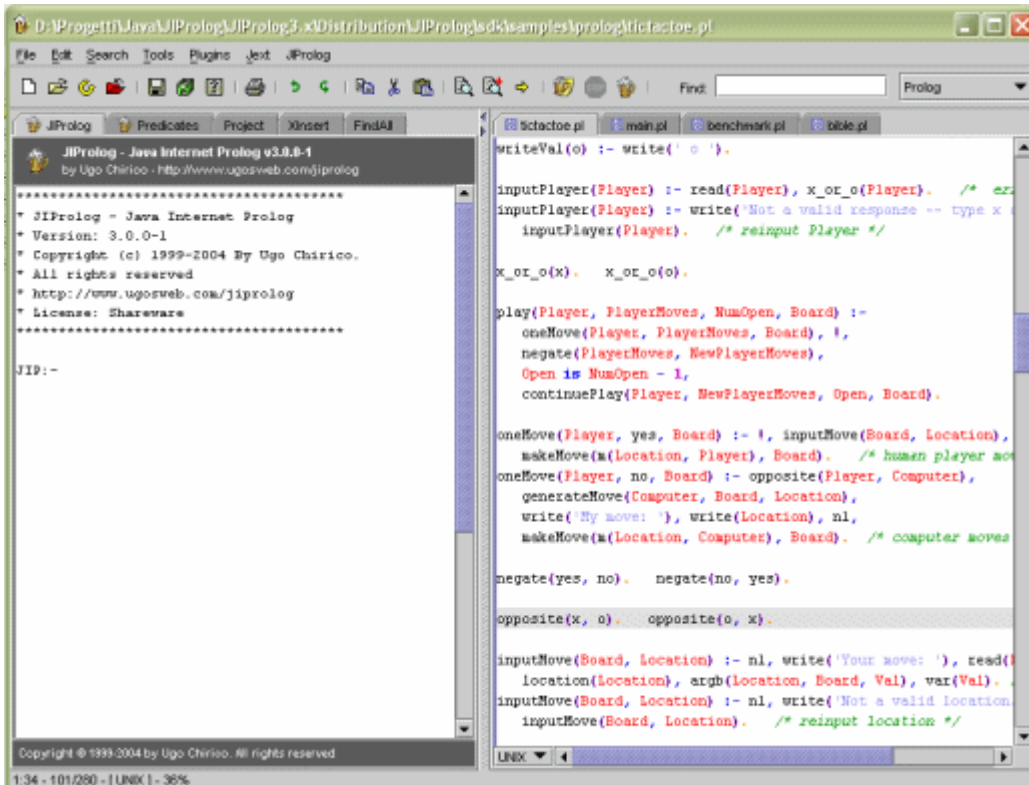 D:\Progetti\Java\JIProlog\JIProlog3.x\Distribution\JIProlog\sdk\samples\prolog\tictactoe.pl
File Edit Search Tools Plugins Jext JIProlog
Find: Prolog
JIProlog Predicates Project XInsert FindAll
JIProlog - Java Internet Prolog v3.0.0-1
by Ugo Chirico - http://www.ugosweb.com/jiprolog
****************************************
* JIProlog - Java Internet Prolog
* Version: 3.0.0-1
* Copyright (c) 1999-2004 By Ugo Chirico.
* All rights reserved
* http://www.ugosweb.com/jiprolog
* License: Shareware
****************************************
JIP:-
Copyright © 1999-2004 by Ugo Chirico. All rights reserved
tictactoe.pl main.pl benchmark.pl bible.pl
writeVal(o) :- write(' o ').
inputPlayer(Player) :- read(Player), x_or_o(Player). /*
inputPlayer(Player) :- write('Not a valid response -- type x
inputPlayer(Player). /* reinput Player */
x_or_o(x). x_or_o(o).
play(Player, PlayerMoves, NumOpen, Board) :-
oneMove(Player, PlayerMoves, Board), !,
negate(PlayerMoves, NewPlayerMoves),
Open is NumOpen - 1,
continuePlay(Player, NewPlayerMoves, Open, Board).
oneMove(Player, yes, Board) :- !, inputMove(Board, Location),
makeMove(m(Location, Player), Board). /* human player
oneMove(Player, no, Board) :- opposite(Player, Computer),
generateMove(Computer, Board, Location),
write('My move: '), write(Location), nl,
makeMove(m(Location, Computer), Board). /* computer moves
negate(yes, no). negate(no, yes).
opposite(x, o). opposite(o, x).
inputMove(Board, Location) :- nl, write('Your move: '), read(
location(Location), argb(Location, Board, Val), var(Val).
inputMove(Board, Location) :- nl, write('Not a valid location
inputMove(Board, Location). /* reinput location */
UNIX
1:34 - 101/280 - [ UNIX ] - 36%